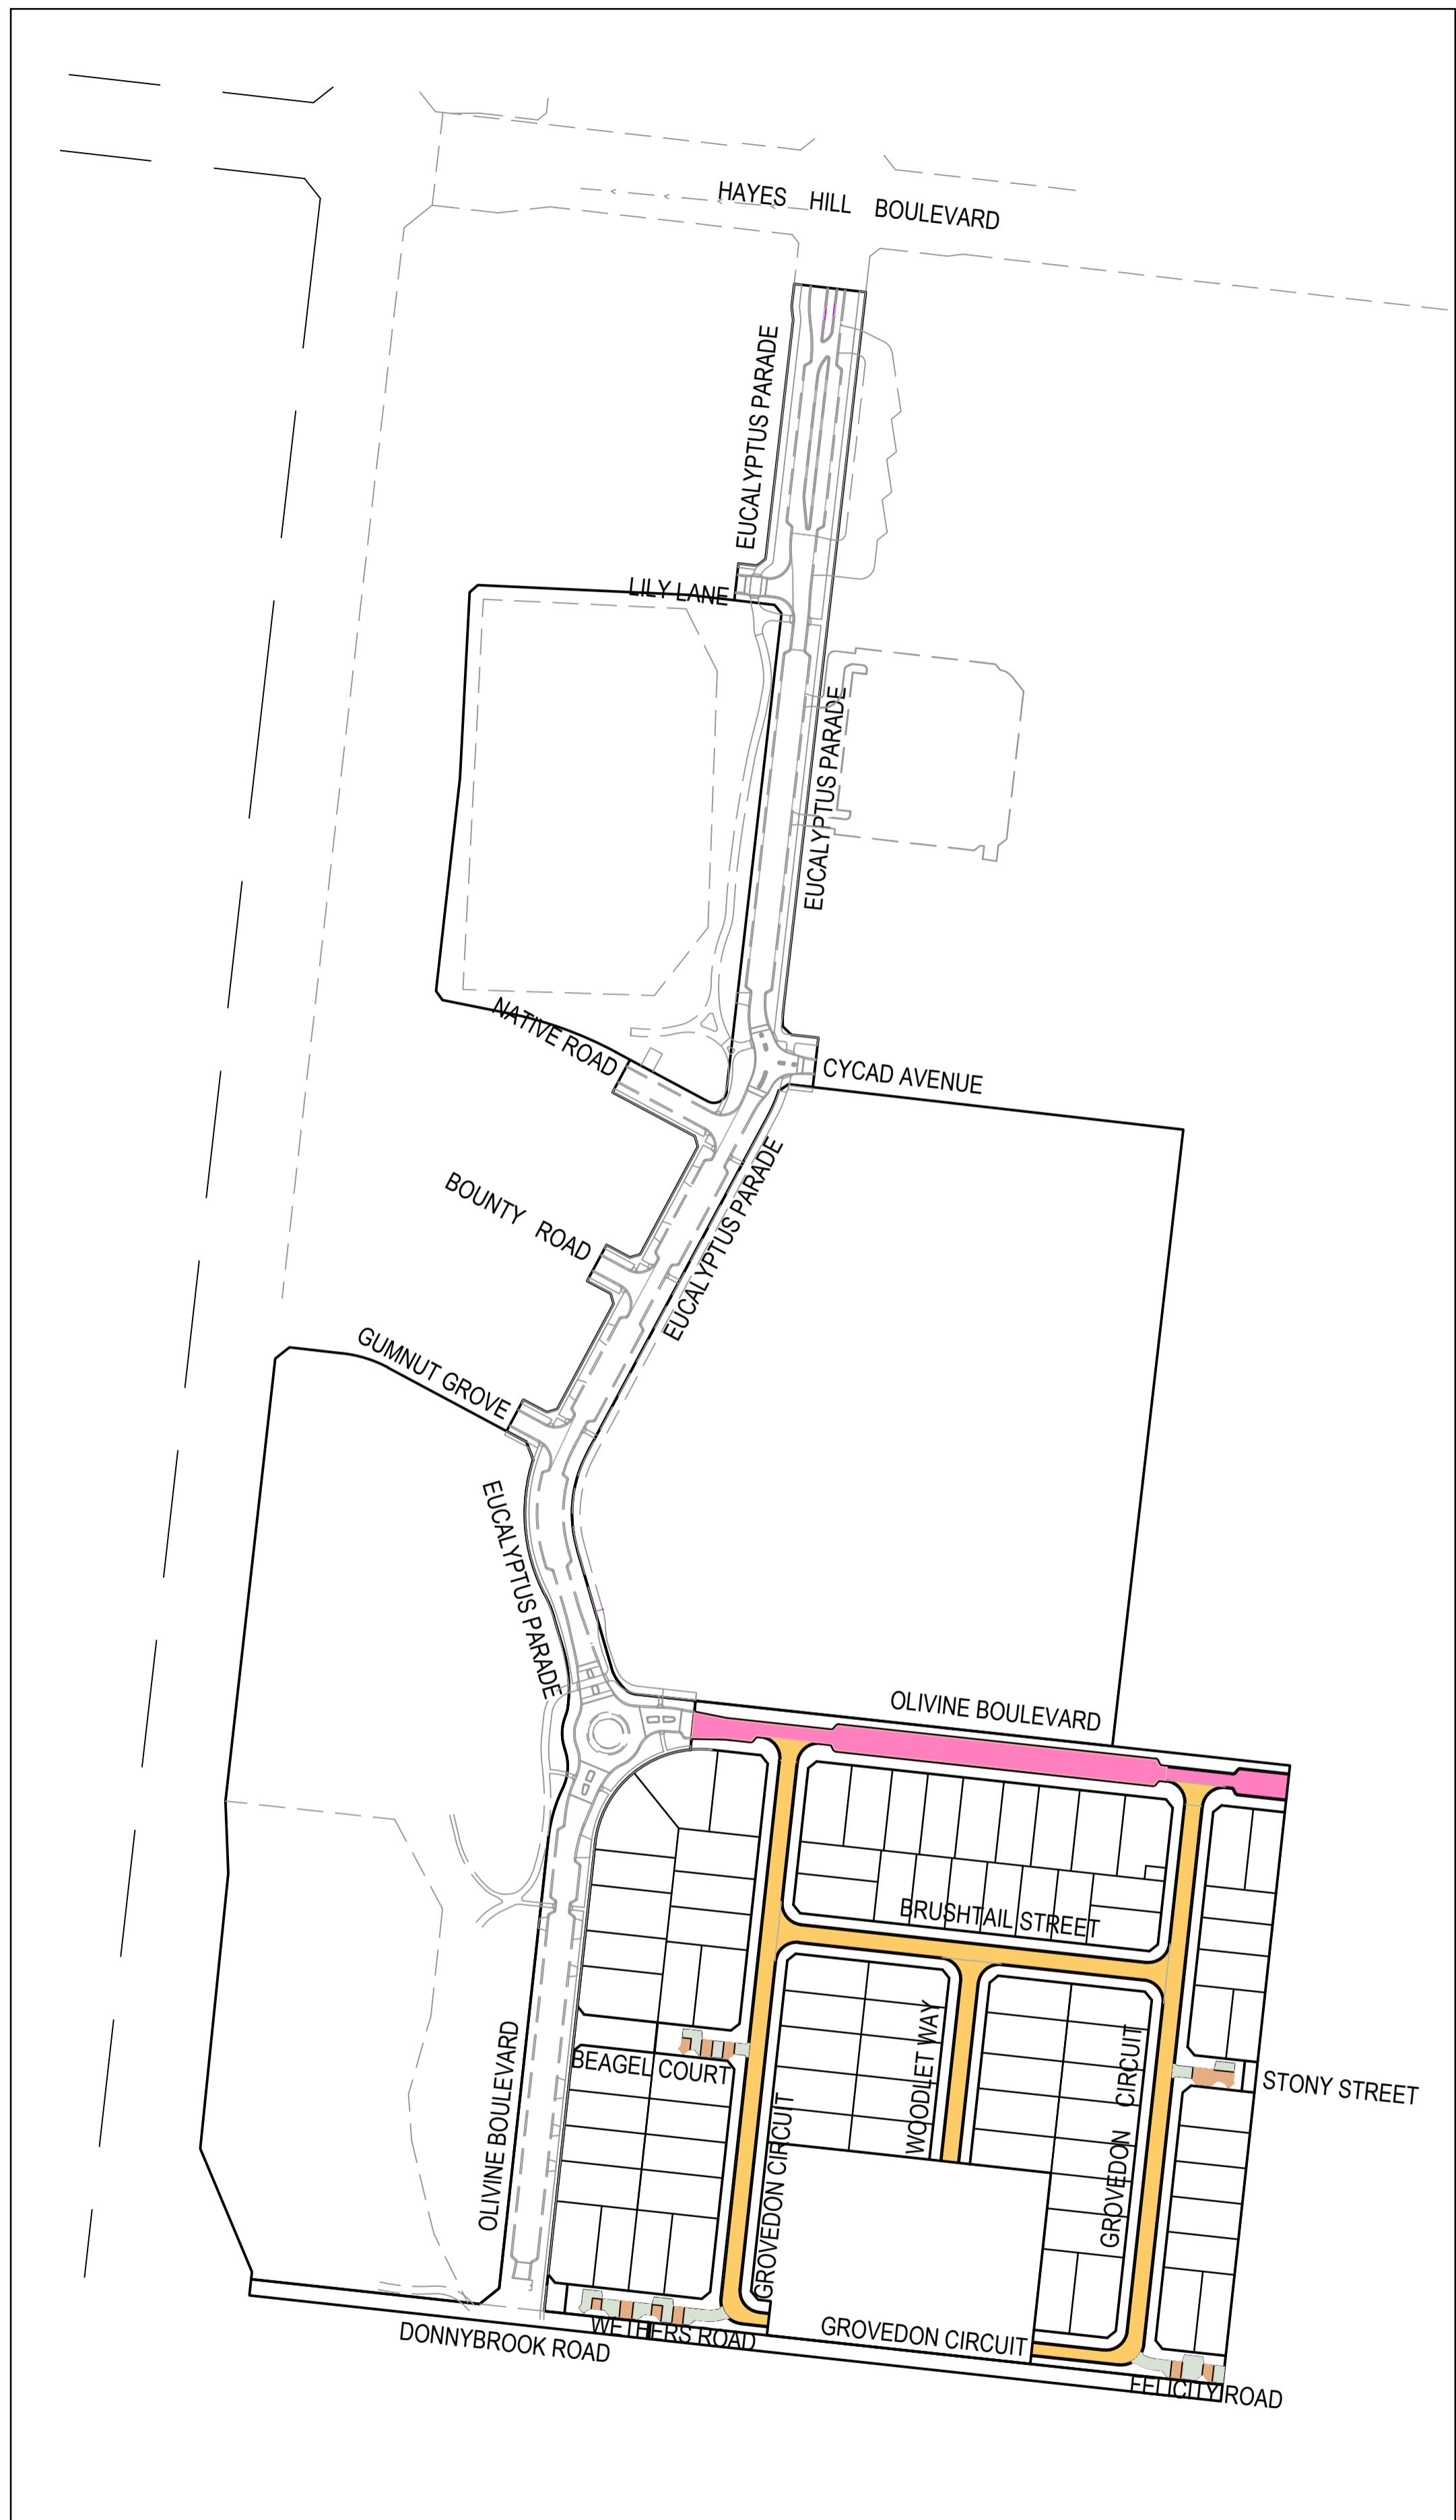 HAYES HILL BOULEVARD
EUCALYPTUS PARADE
LILY LANE
EUCALYPTUS PARADE
NATIVE ROAD
CYCAD AVENUE
EUCALYPTUS PARADE
BOUNTY ROAD
GUMNUT GROVE
EUCALYPTUS PARADE
OLIVINE BOULEVARD
BRUSHTAIL STREET
WOODLET WAY
GROVEDON CIRCUIT
BEAGEL COURT
STONY STREET
OLIVINE BOULEVARD
GROVEDON CIRCUIT
WETHERS ROAD
DONNYBROOK ROAD
GROVEDON CIRCUIT
FELICITY ROAD